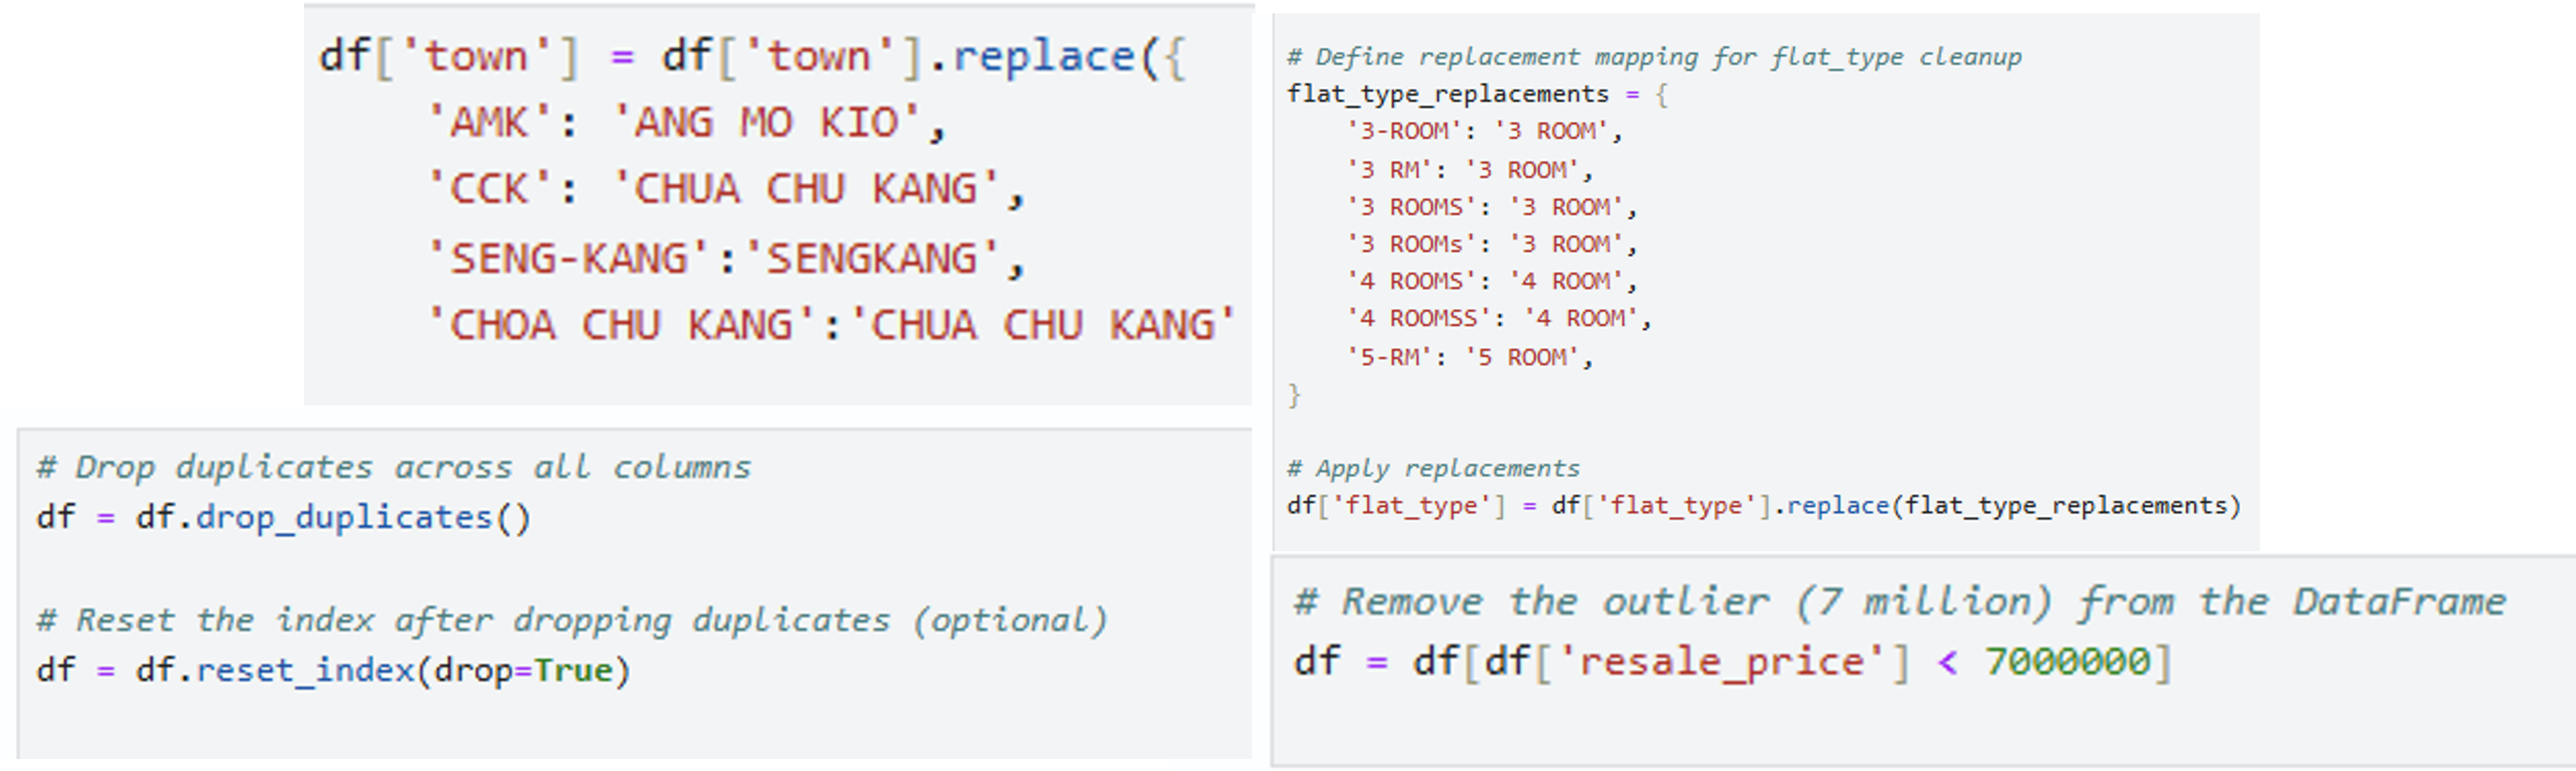 df['town'] = df['town'].replace({
    'AMK': 'ANG MO KIO',
    'CCK': 'CHUA CHU KANG',
    'SENG-KANG':'SENGKANG',
    'CHOA CHU KANG':'CHUA CHU KANG'
# Drop duplicates across all columns
df = df.drop_duplicates()
# Reset the index after dropping duplicates (optional)
df = df.reset_index(drop=True)
# Define replacement mapping for flat_type cleanup
flat_type_replacements = {
    '3-ROOM': '3 ROOM',
    '3 RM': '3 ROOM',
    '3 ROOMS': '3 ROOM',
    '3 ROOMs': '3 ROOM',
    '4 ROOMS': '4 ROOM',
    '4 ROOMSS': '4 ROOM',
    '5-RM': '5 ROOM',
}
# Apply replacements
df['flat_type'] = df['flat_type'].replace(flat_type_replacements)
# Remove the outlier (7 million) from the DataFrame
df = df[df['resale_price'] < 7000000]